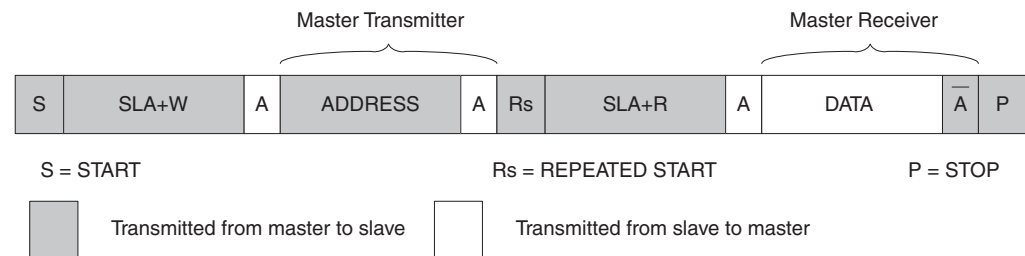 Master Transmitter Master Receiver
S SLA+W A ADDRESS A Rs SLA+R A DATA A̅ P
S = START Rs = REPEATED START P = STOP
Transmitted from master to slave Transmitted from slave to master